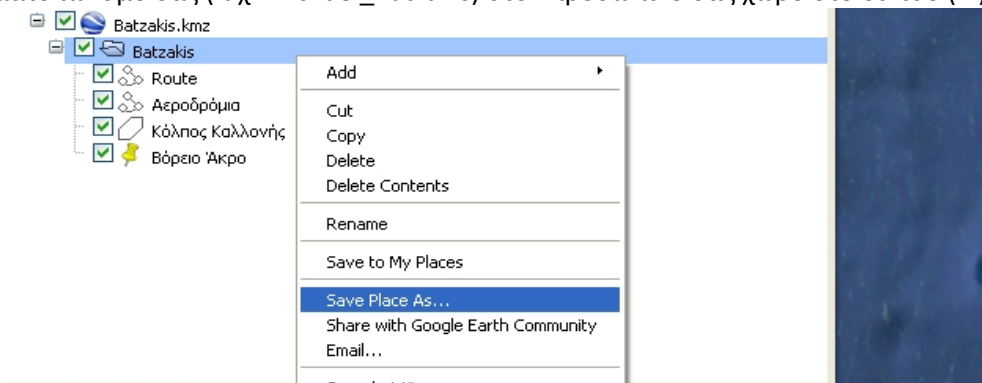 Batzakis.kmz
Batzakis
Route
Αεροδρόμια
Κόλπος Καλλονής
Βόρειο Άκρο
Add
Cut
Copy
Delete
Delete Contents
Rename
Save to My Places
Save Place As...
Share with Google Earth Community
Email...